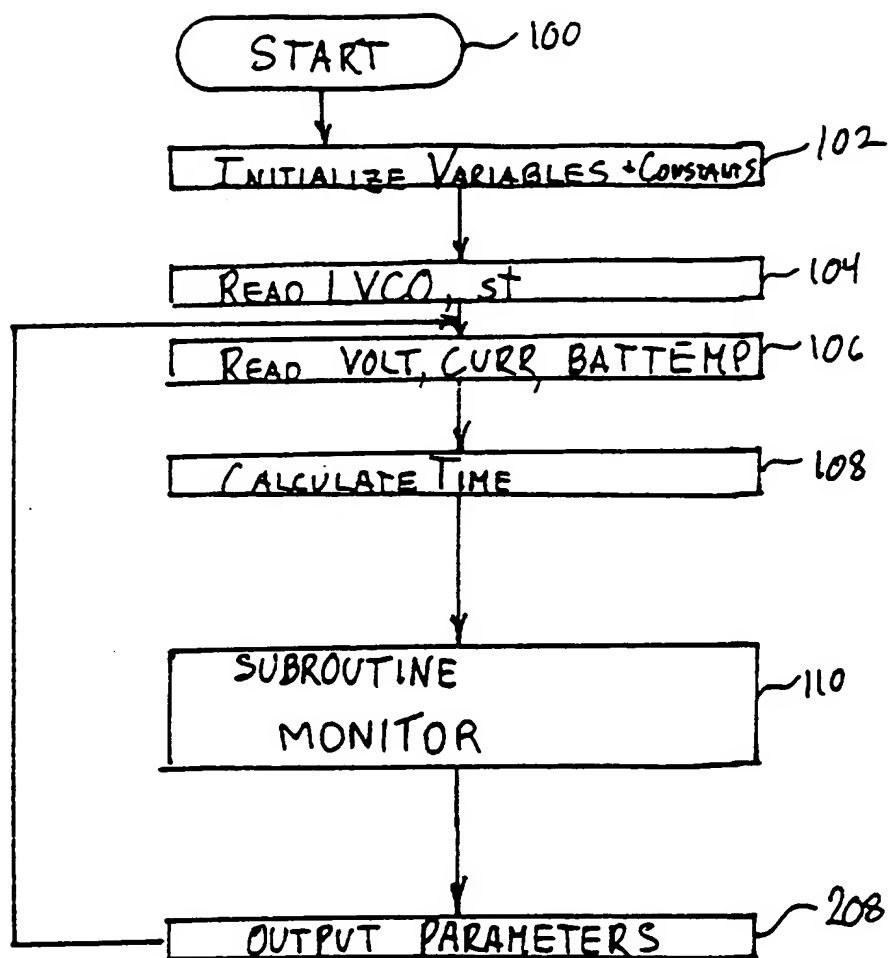 START
100
INITIALIZE VARIABLES + CONSTANTS
102
READ LVCO, st
104
READ VOLT, CURR, BATTEMP
106
CALCULATE TIME
108
SUBROUTINE
MONITOR
110
OUTPUT PARAMETERS
208